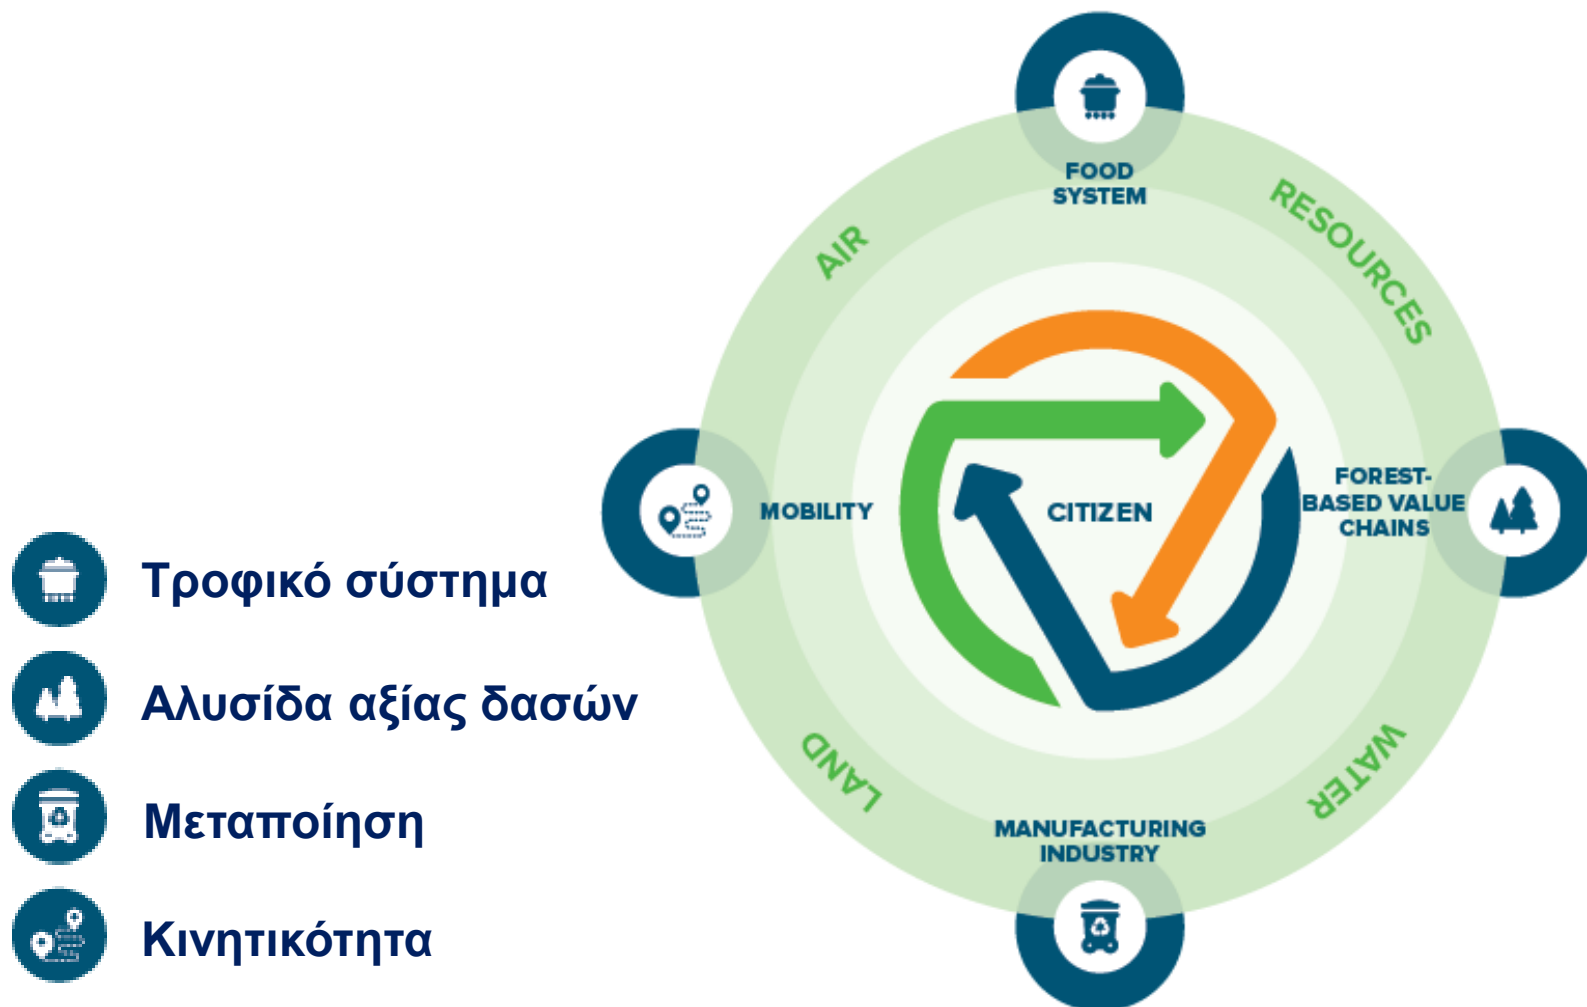 FOOD
SYSTEM
AIR
RESOURCES
MOBILITY
CITIZEN
FOREST-
BASED VALUE
CHAINS
LAND
WATER
MANUFACTURING
INDUSTRY
Τροφικό σύστημα
Αλυσίδα αξίας δασών
Μεταποίηση
Κινητικότητα